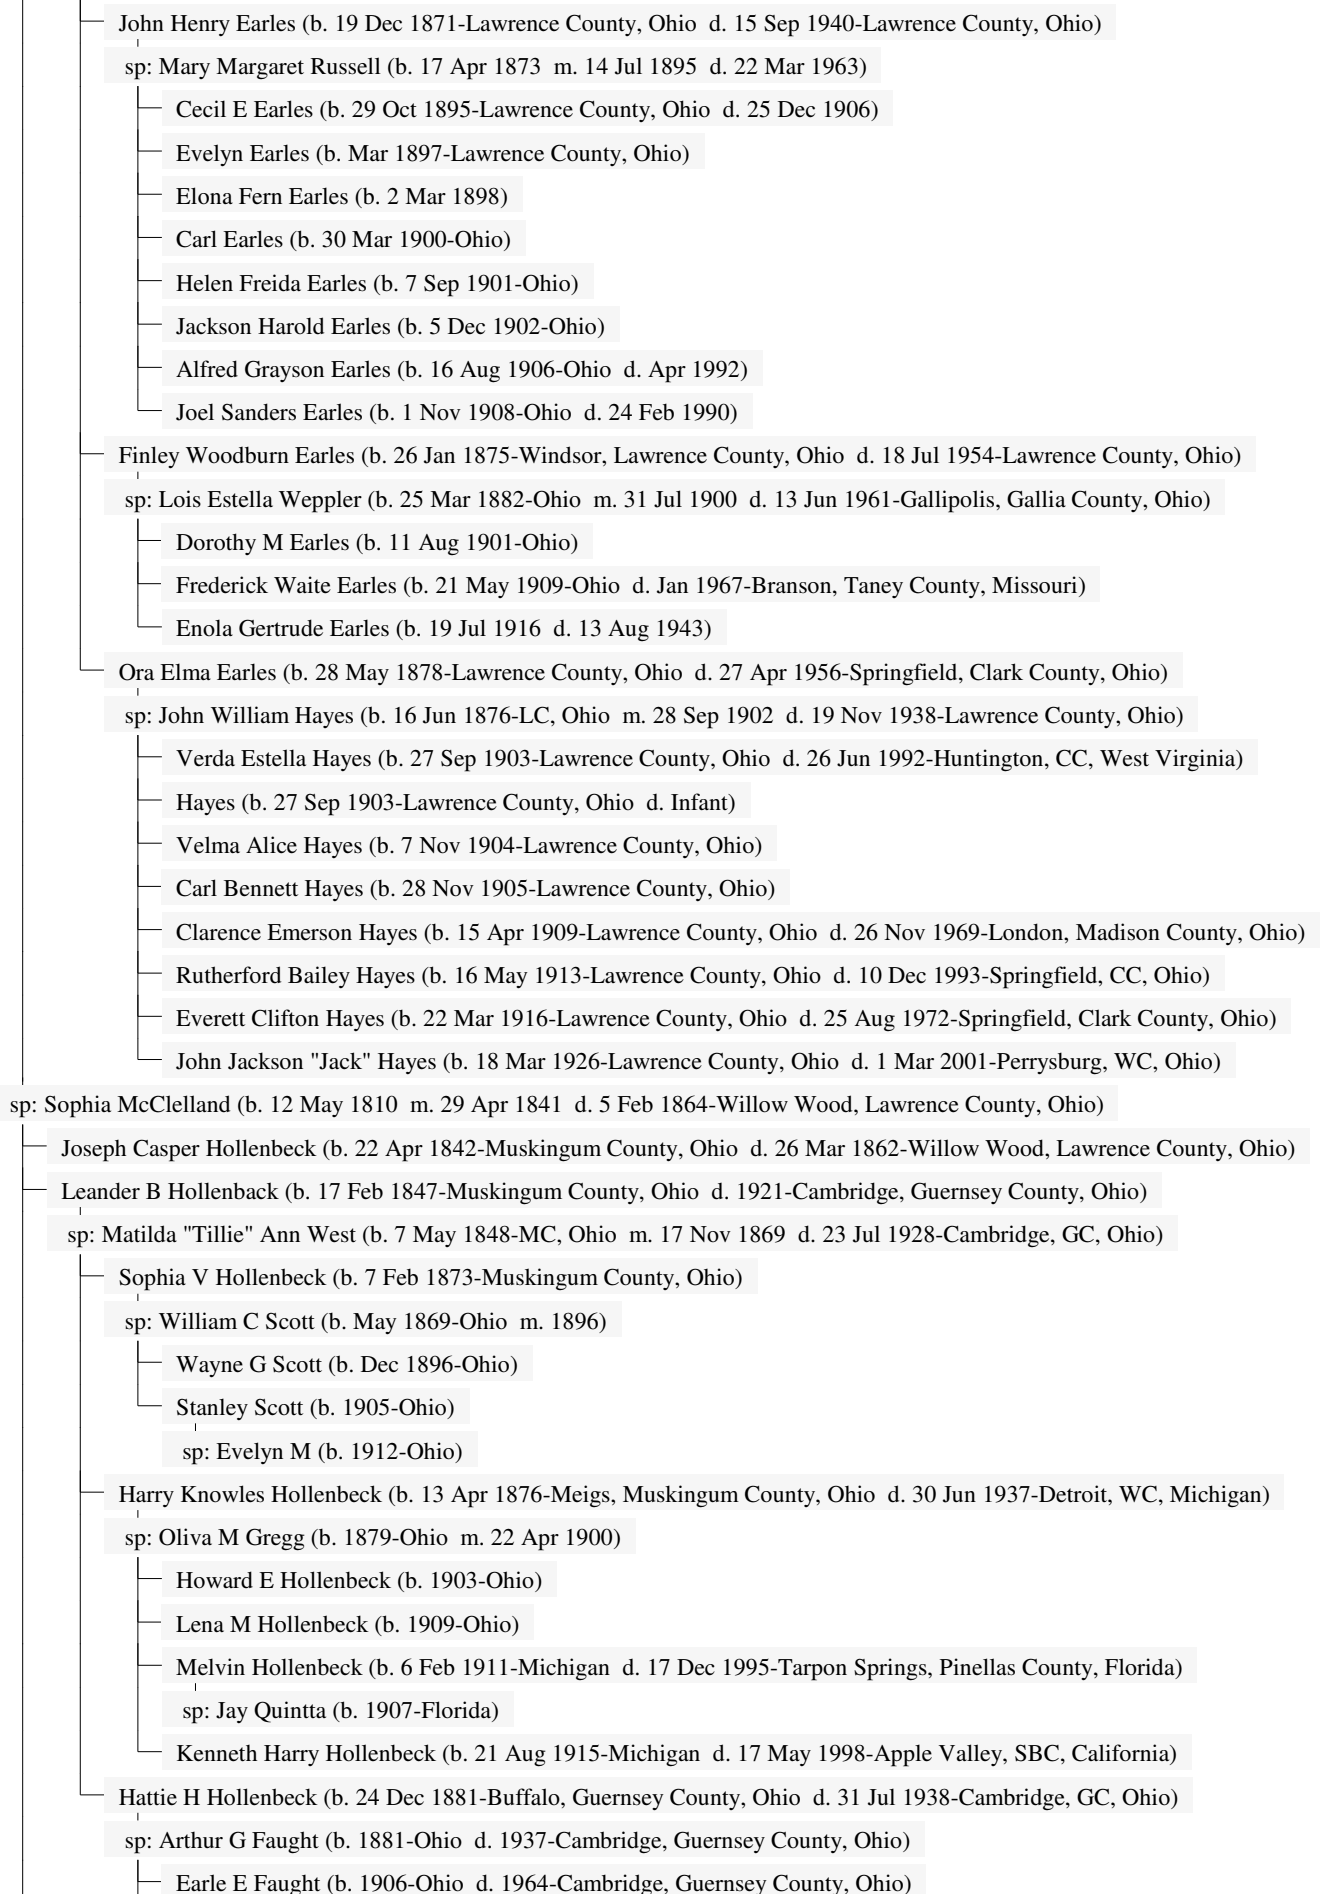 John Henry Earles (b. 19 Dec 1871-Lawrence County, Ohio d. 15 Sep 1940-Lawrence County, Ohio)
sp: Mary Margaret Russell (b. 17 Apr 1873 m. 14 Jul 1895 d. 22 Mar 1963)
Cecil E Earles (b. 29 Oct 1895-Lawrence County, Ohio d. 25 Dec 1906)
Evelyn Earles (b. Mar 1897-Lawrence County, Ohio)
Elona Fern Earles (b. 2 Mar 1898)
Carl Earles (b. 30 Mar 1900-Ohio)
Helen Freida Earles (b. 7 Sep 1901-Ohio)
Jackson Harold Earles (b. 5 Dec 1902-Ohio)
Alfred Grayson Earles (b. 16 Aug 1906-Ohio d. Apr 1992)
Joel Sanders Earles (b. 1 Nov 1908-Ohio d. 24 Feb 1990)
Finley Woodburn Earles (b. 26 Jan 1875-Windsor, Lawrence County, Ohio d. 18 Jul 1954-Lawrence County, Ohio)
sp: Lois Estella Weppler (b. 25 Mar 1882-Ohio m. 31 Jul 1900 d. 13 Jun 1961-Gallipolis, Gallia County, Ohio)
Dorothy M Earles (b. 11 Aug 1901-Ohio)
Frederick Waite Earles (b. 21 May 1909-Ohio d. Jan 1967-Branson, Taney County, Missouri)
Enola Gertrude Earles (b. 19 Jul 1916 d. 13 Aug 1943)
Ora Elma Earles (b. 28 May 1878-Lawrence County, Ohio d. 27 Apr 1956-Springfield, Clark County, Ohio)
sp: John William Hayes (b. 16 Jun 1876-LC, Ohio m. 28 Sep 1902 d. 19 Nov 1938-Lawrence County, Ohio)
Verda Estella Hayes (b. 27 Sep 1903-Lawrence County, Ohio d. 26 Jun 1992-Huntington, CC, West Virginia)
Hayes (b. 27 Sep 1903-Lawrence County, Ohio d. Infant)
Velma Alice Hayes (b. 7 Nov 1904-Lawrence County, Ohio)
Carl Bennett Hayes (b. 28 Nov 1905-Lawrence County, Ohio)
Clarence Emerson Hayes (b. 15 Apr 1909-Lawrence County, Ohio d. 26 Nov 1969-London, Madison County, Ohio)
Rutherford Bailey Hayes (b. 16 May 1913-Lawrence County, Ohio d. 10 Dec 1993-Springfield, CC, Ohio)
Everett Clifton Hayes (b. 22 Mar 1916-Lawrence County, Ohio d. 25 Aug 1972-Springfield, Clark County, Ohio)
John Jackson "Jack" Hayes (b. 18 Mar 1926-Lawrence County, Ohio d. 1 Mar 2001-Perrysburg, WC, Ohio)
sp: Sophia McClelland (b. 12 May 1810 m. 29 Apr 1841 d. 5 Feb 1864-Willow Wood, Lawrence County, Ohio)
Joseph Casper Hollenbeck (b. 22 Apr 1842-Muskingum County, Ohio d. 26 Mar 1862-Willow Wood, Lawrence County, Ohio)
Leander B Hollenback (b. 17 Feb 1847-Muskingum County, Ohio d. 1921-Cambridge, Guernsey County, Ohio)
sp: Matilda "Tillie" Ann West (b. 7 May 1848-MC, Ohio m. 17 Nov 1869 d. 23 Jul 1928-Cambridge, GC, Ohio)
Sophia V Hollenbeck (b. 7 Feb 1873-Muskingum County, Ohio)
sp: William C Scott (b. May 1869-Ohio m. 1896)
Wayne G Scott (b. Dec 1896-Ohio)
Stanley Scott (b. 1905-Ohio)
sp: Evelyn M (b. 1912-Ohio)
Harry Knowles Hollenbeck (b. 13 Apr 1876-Meigs, Muskingum County, Ohio d. 30 Jun 1937-Detroit, WC, Michigan)
sp: Oliva M Gregg (b. 1879-Ohio m. 22 Apr 1900)
Howard E Hollenbeck (b. 1903-Ohio)
Lena M Hollenbeck (b. 1909-Ohio)
Melvin Hollenbeck (b. 6 Feb 1911-Michigan d. 17 Dec 1995-Tarpon Springs, Pinellas County, Florida)
sp: Jay Quintta (b. 1907-Florida)
Kenneth Harry Hollenbeck (b. 21 Aug 1915-Michigan d. 17 May 1998-Apple Valley, SBC, California)
Hattie H Hollenbeck (b. 24 Dec 1881-Buffalo, Guernsey County, Ohio d. 31 Jul 1938-Cambridge, GC, Ohio)
sp: Arthur G Faught (b. 1881-Ohio d. 1937-Cambridge, Guernsey County, Ohio)
Earle E Faught (b. 1906-Ohio d. 1964-Cambridge, Guernsey County, Ohio)